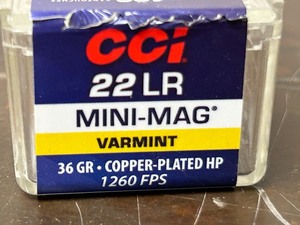 CCI
22 LR
MINI-MAG®
VARMINT
36 GR • COPPER-PLATED HP
1260 FPS